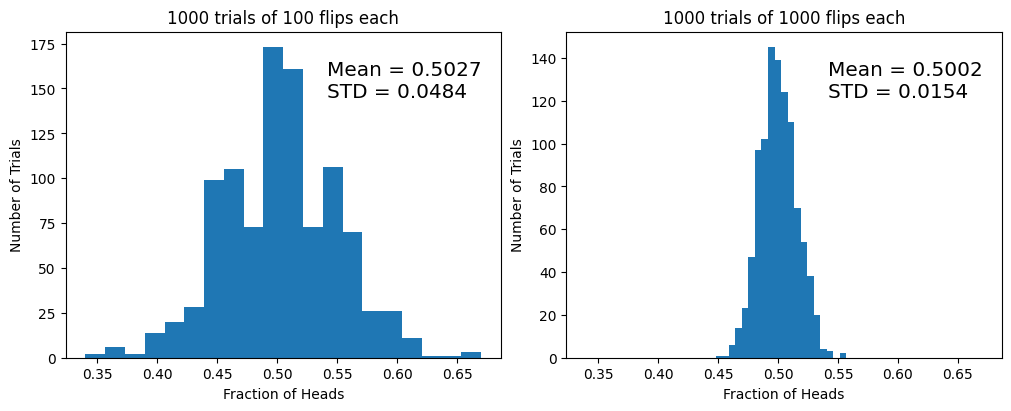 1000 trials of 100 flips each
Mean = 0.5027
STD = 0.0484
Number of Trials
175
150
125
100
75
50
25
0
0.35 0.40 0.45 0.50 0.55 0.60 0.65
Fraction of Heads
1000 trials of 1000 flips each
Mean = 0.5002
STD = 0.0154
Number of Trials
140
120
100
80
60
40
20
0
0.35 0.40 0.45 0.50 0.55 0.60 0.65
Fraction of Heads